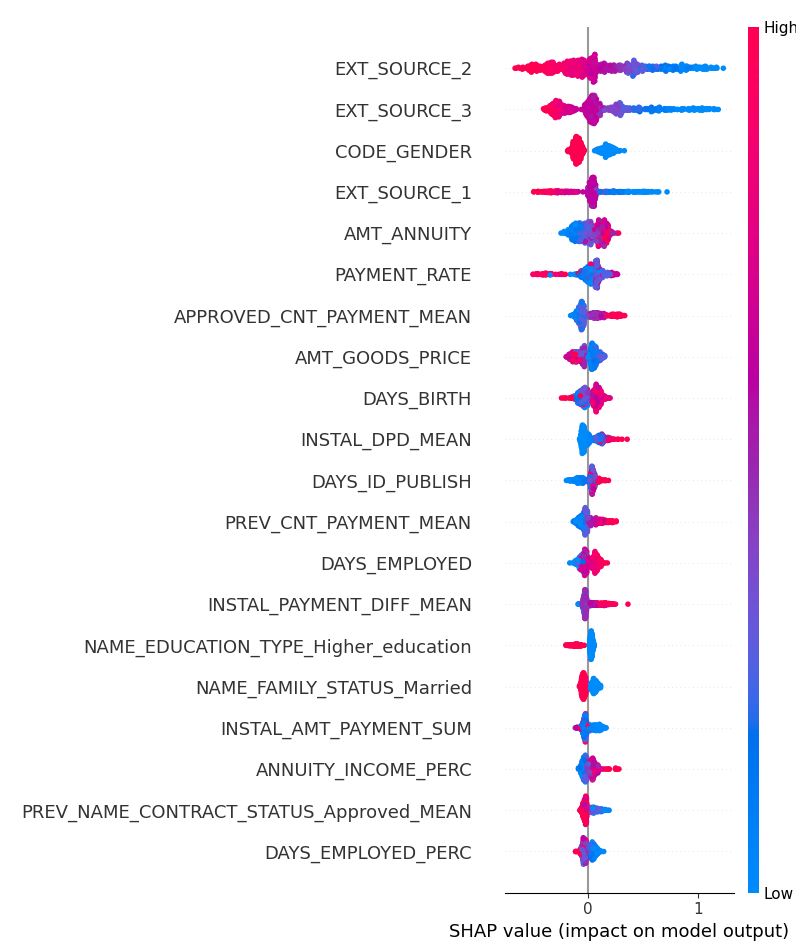 High
EXT_SOURCE_2
EXT_SOURCE_3
CODE_GENDER
EXT_SOURCE_1
AMT_ANNUITY
PAYMENT_RATE
APPROVED_CNT_PAYMENT_MEAN
AMT_GOODS_PRICE
DAYS_BIRTH
INSTAL_DPD_MEAN
DAYS_ID_PUBLISH
PREV_CNT_PAYMENT_MEAN
DAYS_EMPLOYED
INSTAL_PAYMENT_DIFF_MEAN
NAME_EDUCATION_TYPE_Higher_education
NAME_FAMILY_STATUS_Married
INSTAL_AMT_PAYMENT_SUM
ANNUITY_INCOME_PERC
PREV_NAME_CONTRACT_STATUS_Approved_MEAN
DAYS_EMPLOYED_PERC
Low
0 1
SHAP value (impact on model output)